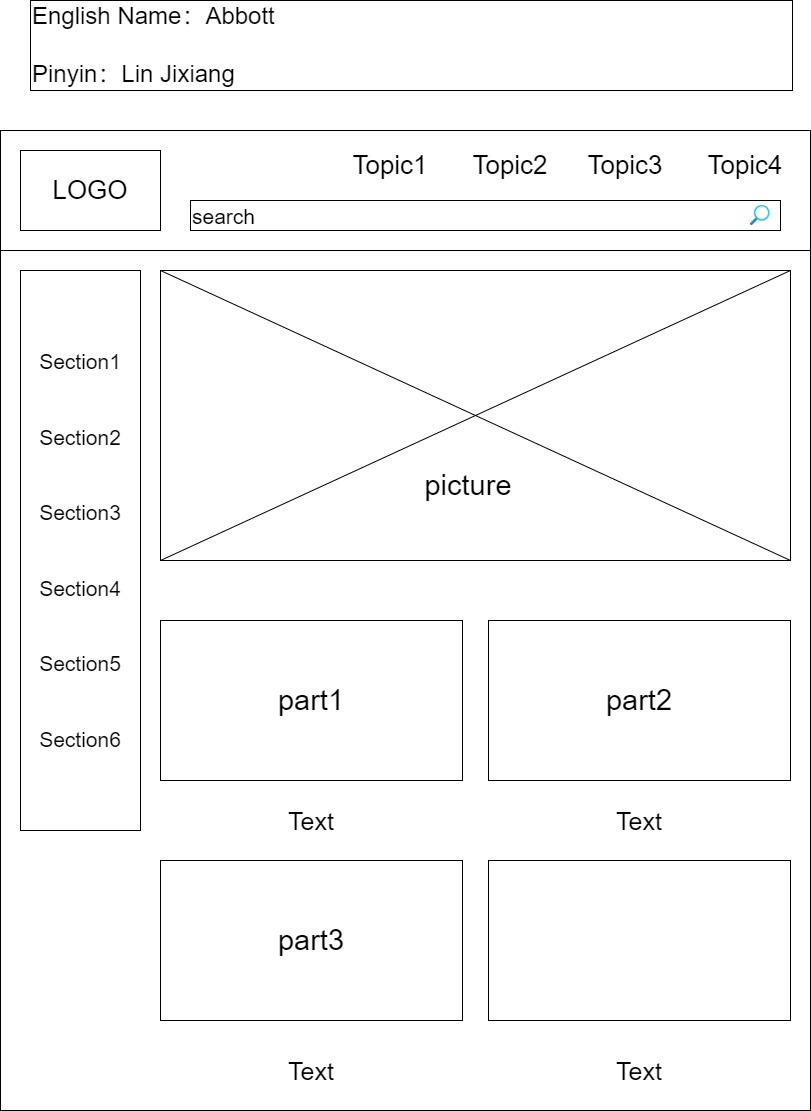 English Name：Abbott
Pinyin：Lin Jixiang
LOGO
Topic1 Topic2 Topic3 Topic4
search
Section1
Section2
Section3
Section4
Section5
Section6
picture
part1 part2
Text Text
part3
Text Text